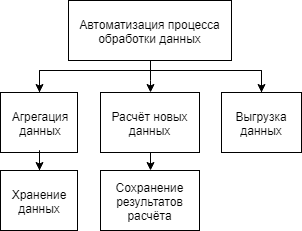 Автоматизация процесса
обработки данных
Агрегация
данных
Расчёт новых
данных
Выгрузка
данных
Хранение
данных
Сохранение
результатов
расчёта